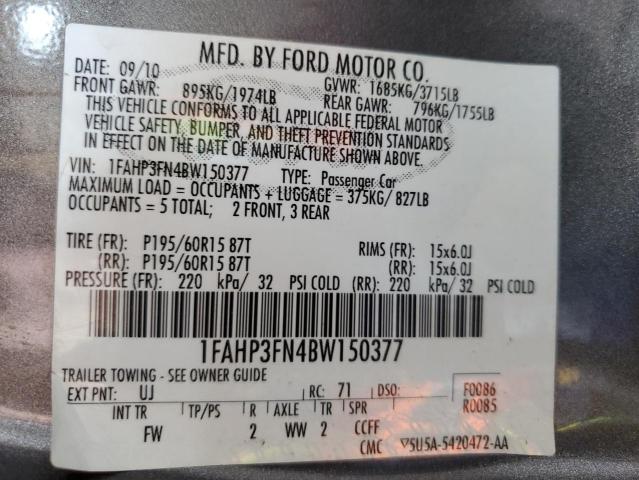 MFD. BY FORD MOTOR CO.
DATE: 09/10 GVWR: 1685KG/3715LB
FRONT GAWR: 895KG/1974LB REAR GAWR: 796KG/1755LB
THIS VEHICLE CONFORMS TO ALL APPLICABLE FEDERAL MOTOR
VEHICLE SAFETY, BUMPER, AND THEFT PREVENTION STANDARDS
IN EFFECT ON THE DATE OF MANUFACTURE SHOWN ABOVE.
VIN: 1FAHP3FN4BW150377 TYPE: Passenger Car
MAXIMUM LOAD = OCCUPANTS + LUGGAGE = 375KG/ 827LB
OCCUPANTS = 5 TOTAL; 2 FRONT, 3 REAR
TIRE (FR): P195/60R15 87T RIMS (FR): 15x6.0J
(RR): P195/60R15 87T (RR): 15x6.0J
PRESSURE (FR): 220 kPa/ 32 PSI COLD (RR): 220 kPa/ 32 PSI COLD
1FAHP3FN4BW150377
TRAILER TOWING - SEE OWNER GUIDE
EXT PNT: UJ RC: 71 DSO: F0086
R0085
INT TR TP/PS R AXLE TR SPR
FW 2 WW 2 CCFF
CMC ▽5U5A-5420472-AA